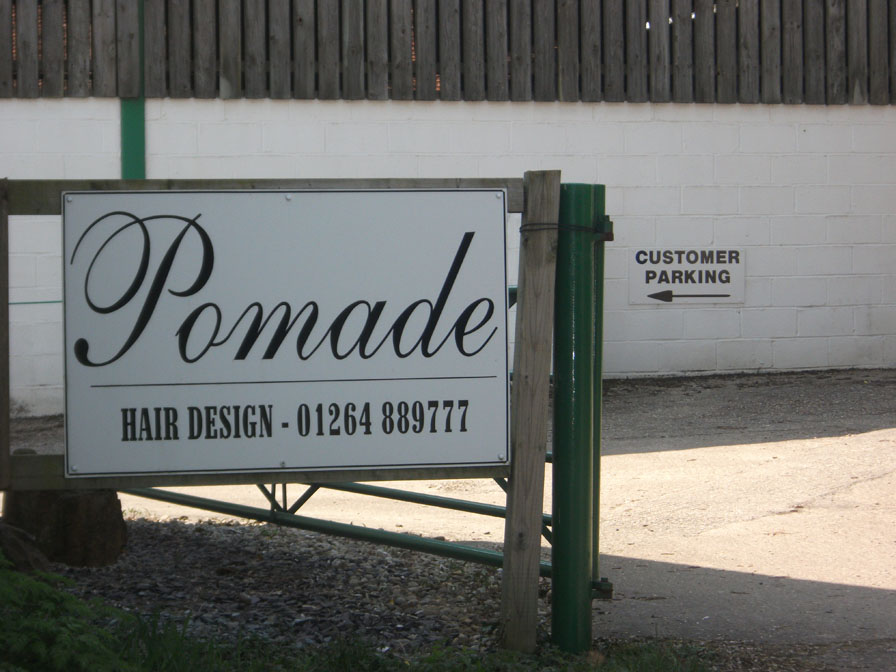 Pomade
HAIR DESIGN - 01264 889777
CUSTOMER
PARKING